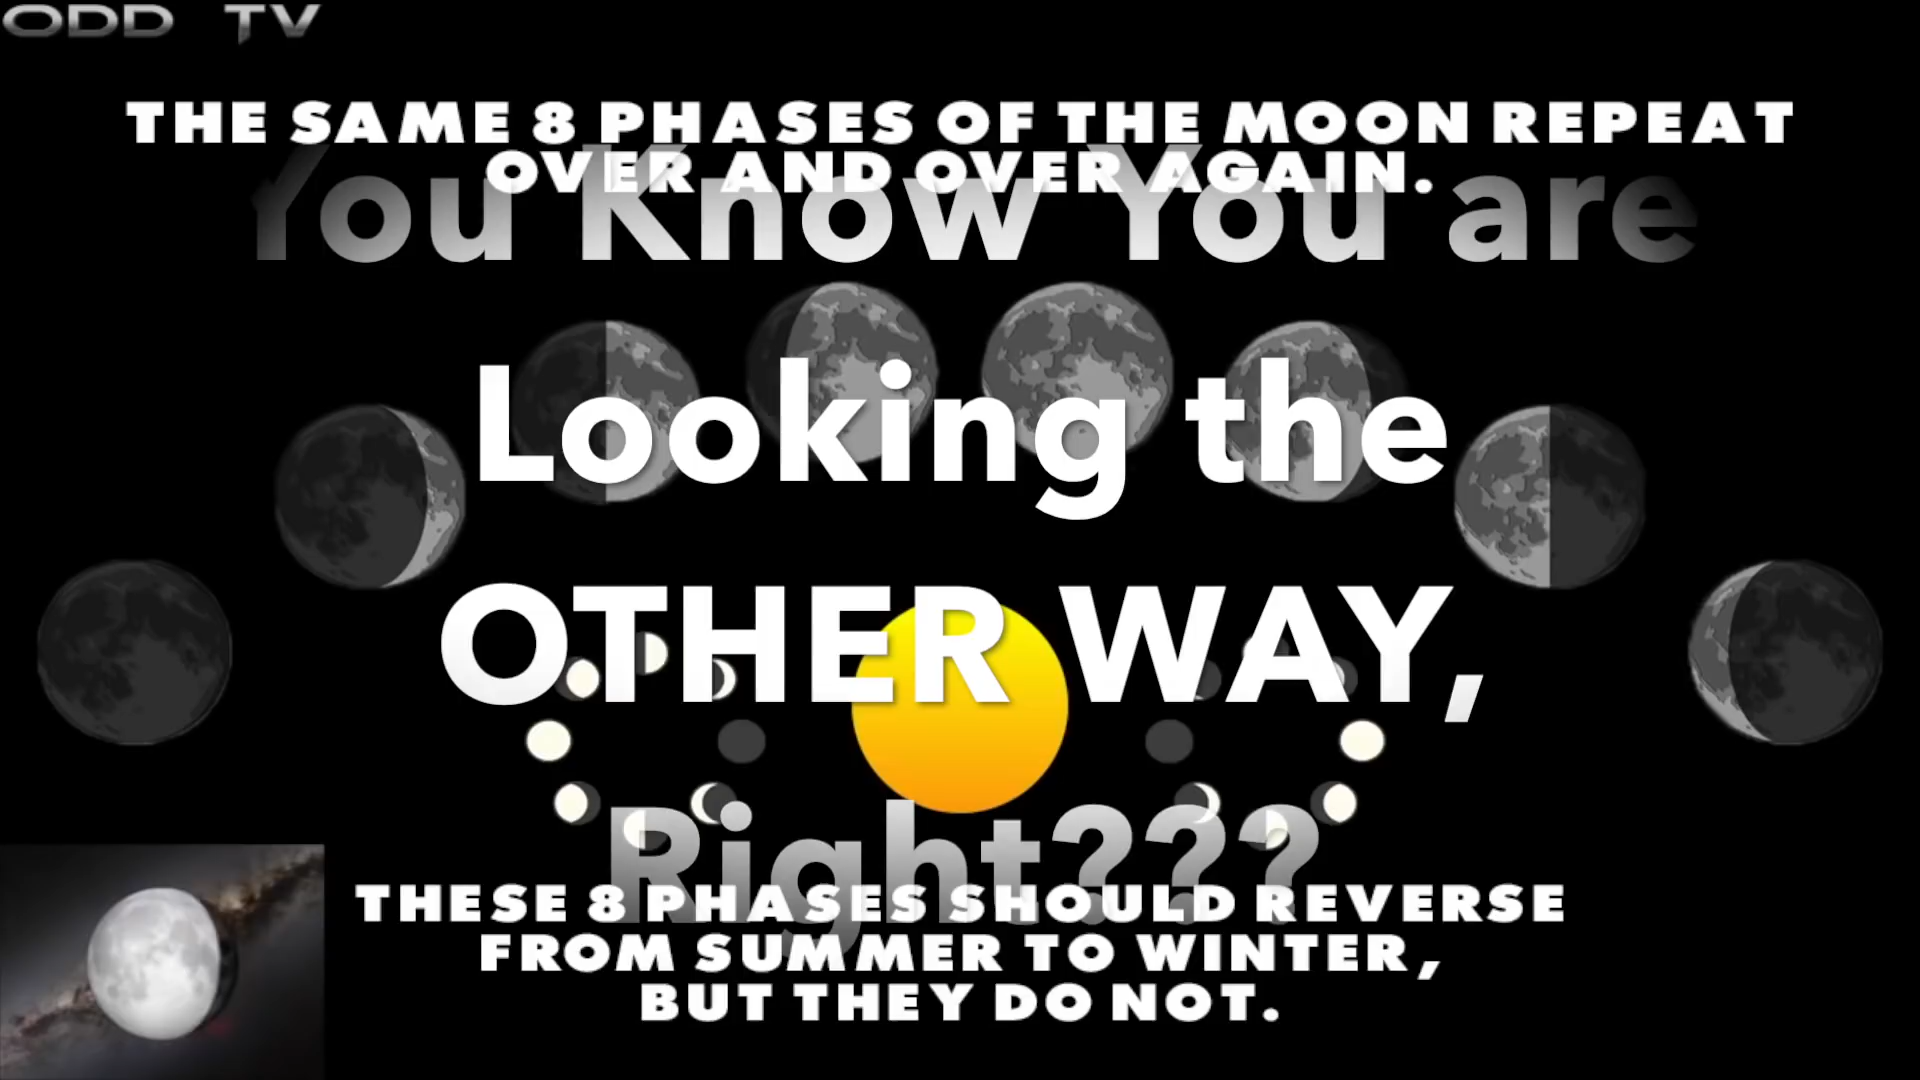 ODD TV
THE SAME 8 PHASES OF THE MOON REPEAT
OVER AND OVER AGAIN.
You Know You are
Looking the
OTHER WAY,
Right???
THESE 8 PHASES SHOULD REVERSE
FROM SUMMER TO WINTER,
BUT THEY DO NOT.